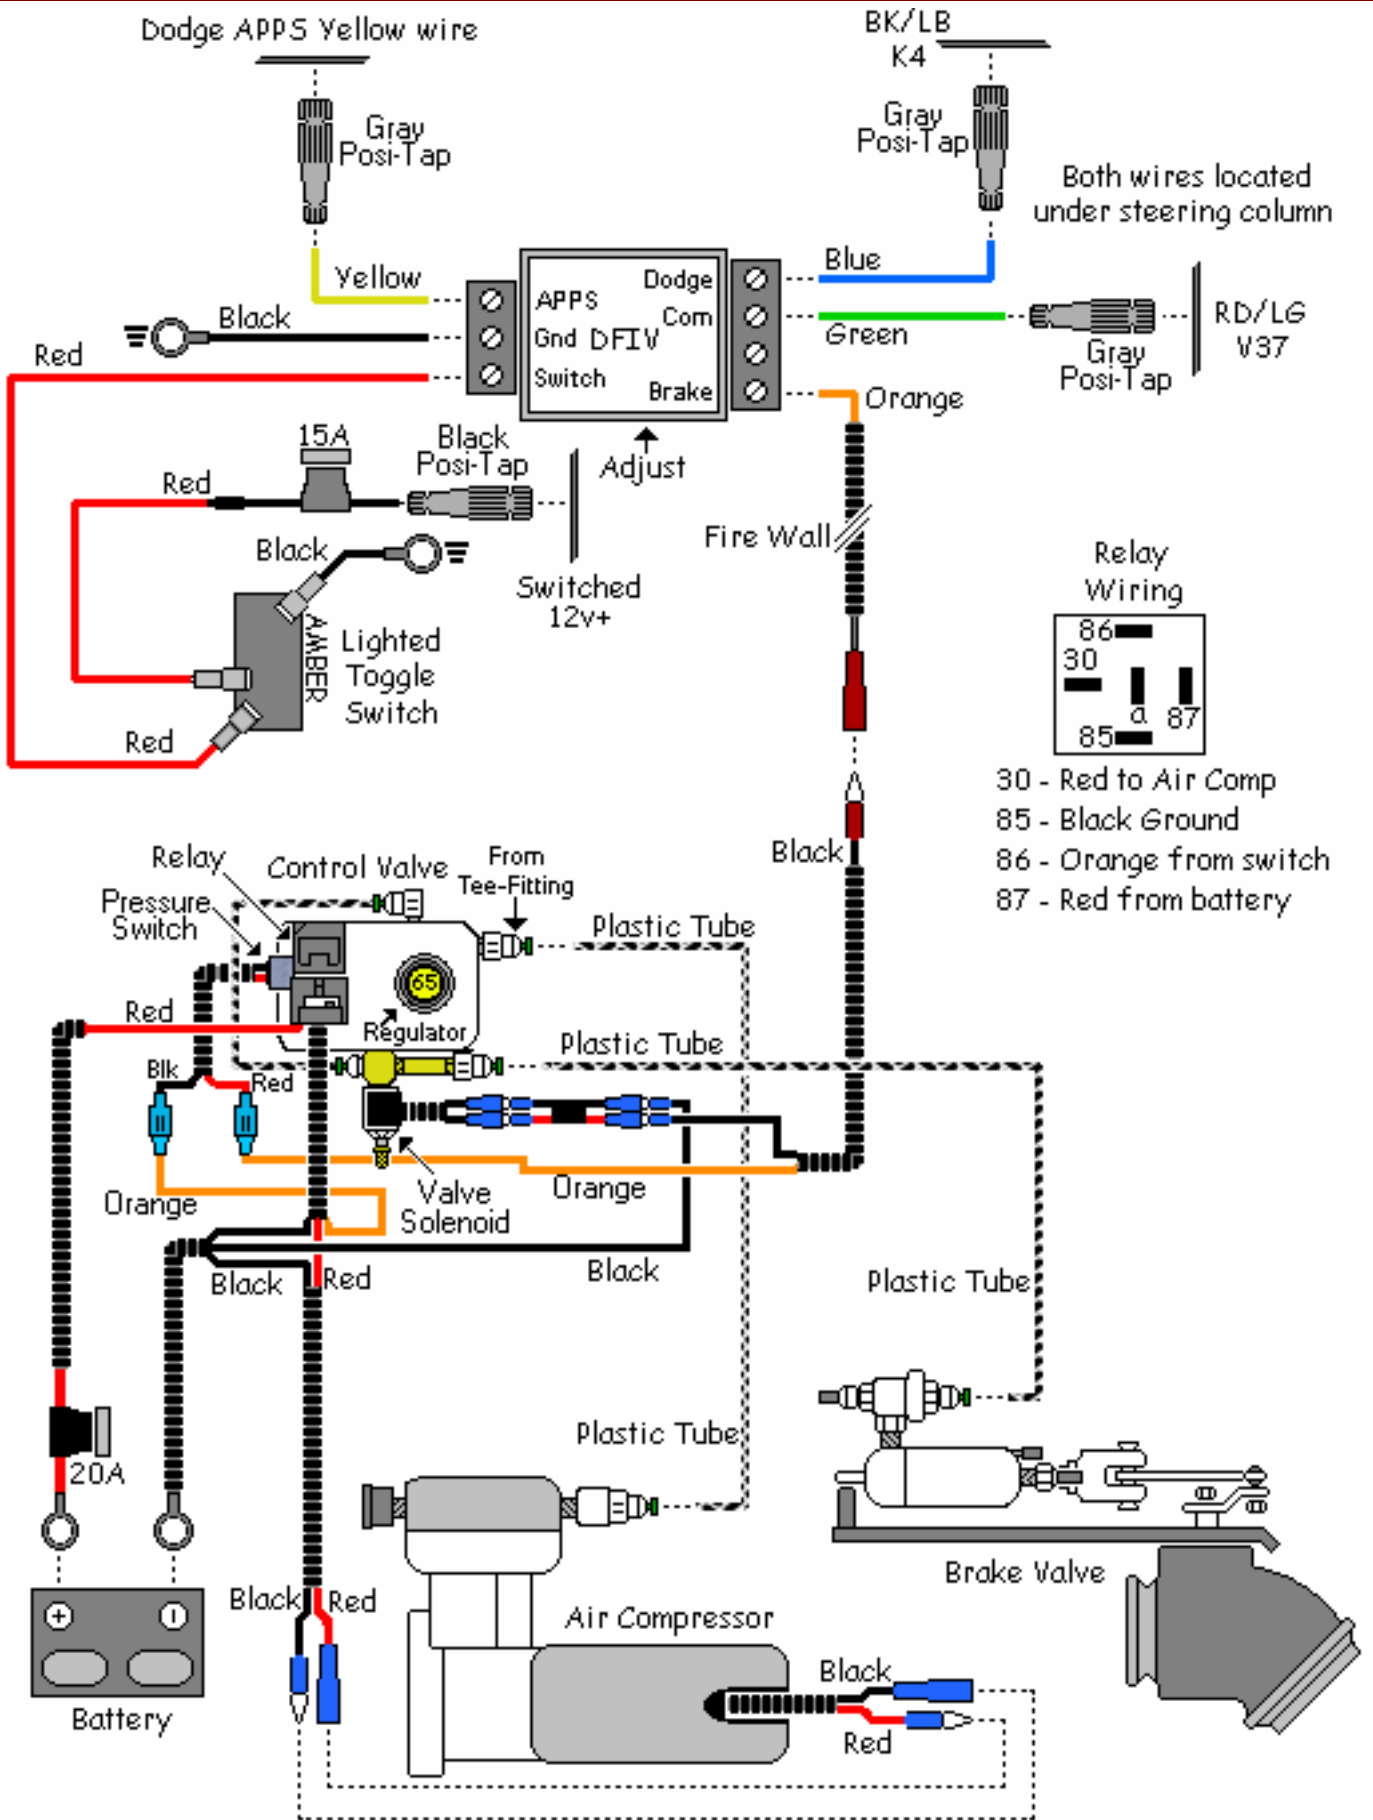 Dodge APPS Yellow wire
BK/LB
K4
Gray
Posi-Tap
Gray
Posi-Tap
Both wires located
under steering column
Yellow
Blue
Dodge
APPS
Com
Gnd DFIV
Switch
Brake
Black
Green
RD/LG
V37
Gray
Posi-Tap
Red
Orange
15A
Black
Posi-Tap
Adjust
Red
Fire Wall
Black
Switched
12v+
AMBER
Lighted
Toggle
Switch
Red
Relay
Wiring
86
30
a
87
85
30 - Red to Air Comp
85 - Black Ground
86 - Orange from switch
87 - Red from battery
Black
Relay
Control Valve
From
Tee-Fitting
Pressure
Switch
Plastic Tube
65
Red
Regulator
Plastic Tube
Blk
Red
Orange
Valve
Solenoid
Orange
Black
Red
Black
Plastic Tube
Plastic Tube
20A
Brake Valve
Black
Red
Air Compressor
+
Battery
Black
Red